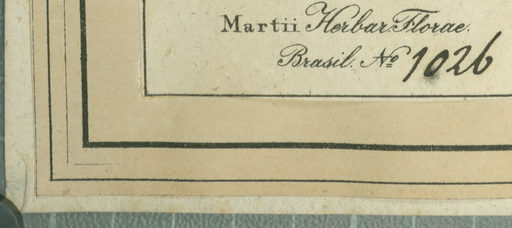 Martii Herbar. Florae.
Brasil. No 1026